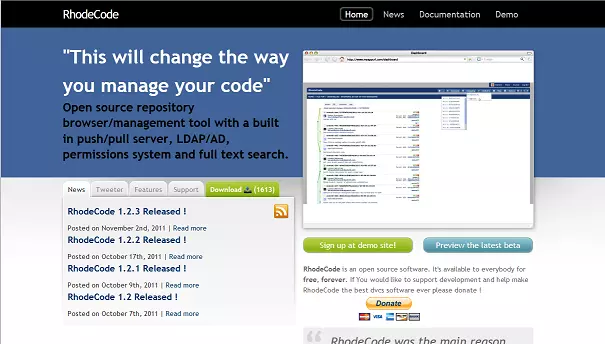 RhodeCode
Home News Documentation Demo
"This will change the way
you manage your code"
Open source repository
browser/management tool with a built
in push/pull server, LDAP/AD,
permissions system and full text search.
News Tweeter Features Support Download (1613)
RhodeCode 1.2.3 Released !
Posted on November 2nd, 2011 | Read more
RhodeCode 1.2.2 Released !
Posted on October 17th, 2011 | Read more
RhodeCode 1.2.1 Released !
Posted on October 9th, 2011 | Read more
RhodeCode 1.2 Released !
Posted on October 7th, 2011 | Read more
Dashboard
Sign up at demo site!
Preview the latest beta
RhodeCode is an open source software. It's available to everybody for
free, forever. If You would like to support development and help make
RhodeCode the best dvcs software ever please donate !
Donate
VISA
RhodeCode was the main reason